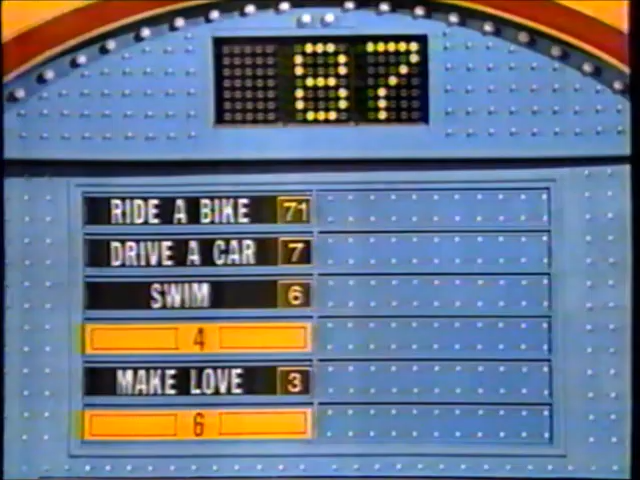 87
RIDE A BIKE 71
DRIVE A CAR 7
SWIM 6
4
MAKE LOVE 3
6